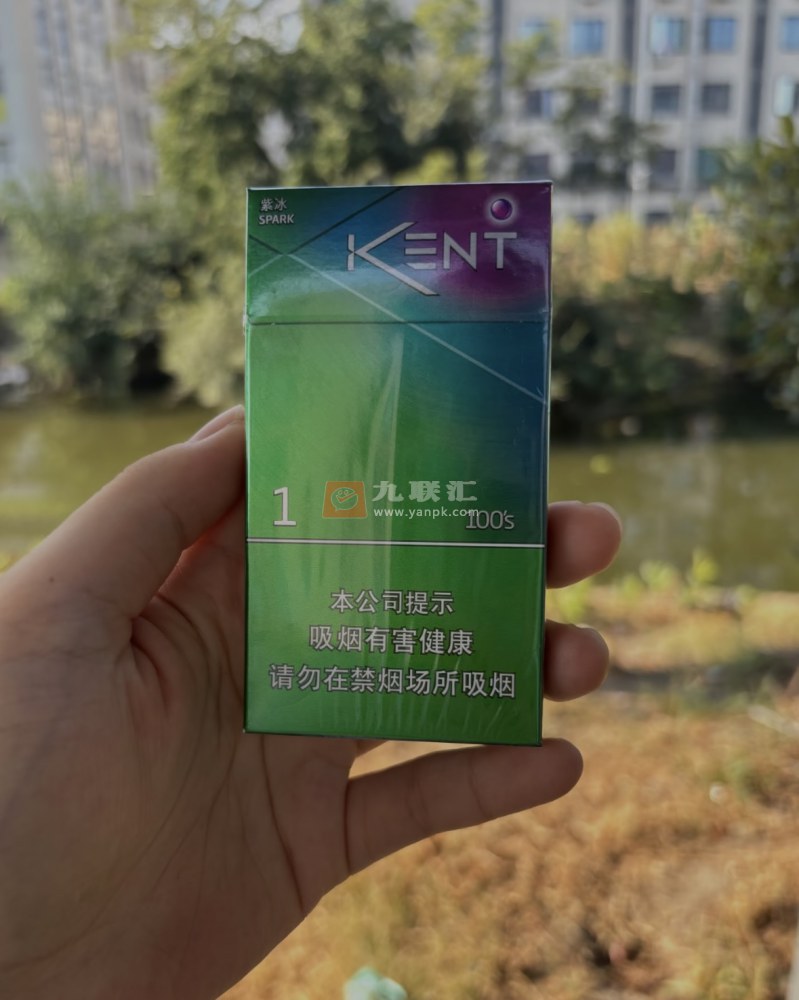 紫冰
SPARK
KENT
1
九联汇
www.yanpk.com
100's
本公司提示
吸烟有害健康
请勿在禁烟场所吸烟